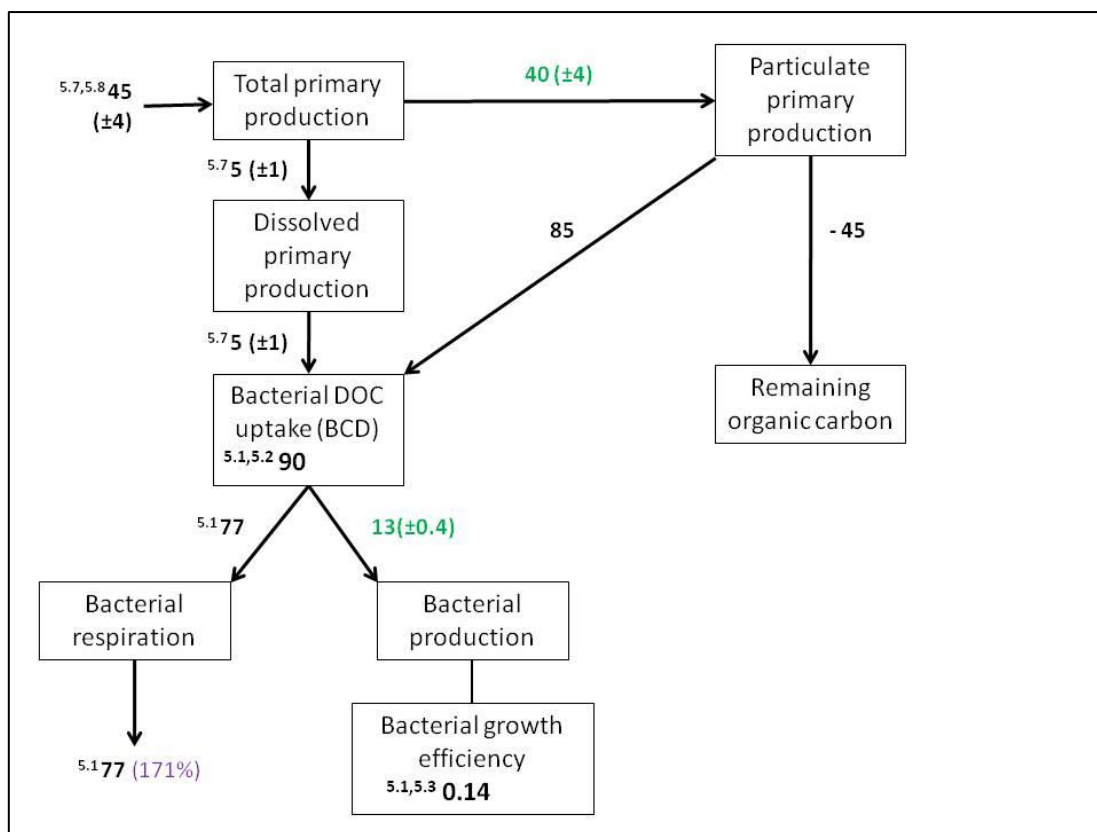 5.7,5.8 45
(±4)
Total primary
production
40 (±4)
Particulate
primary
production
5.7 5 (±1)
Dissolved
primary
production
85
- 45
5.7 5 (±1)
Bacterial DOC
uptake (BCD)
5.1,5.2 90
Remaining
organic carbon
5.1 77
13(±0.4)
Bacterial
respiration
Bacterial
production
5.1 77 (171%)
Bacterial growth
efficiency
5.1,5.3 0.14